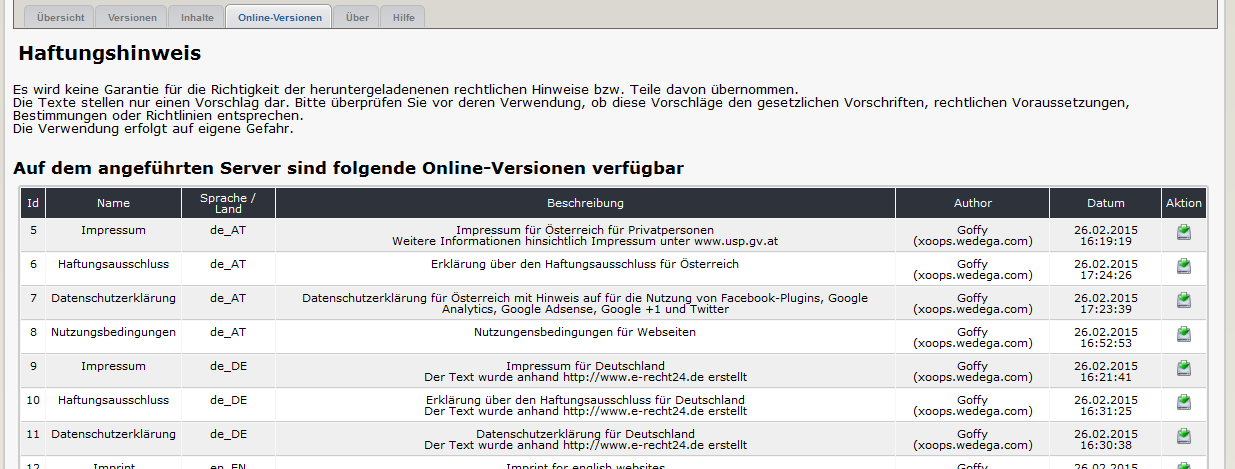 Übersicht Versionen Inhalte Online-Versionen Über Hilfe
Haftungshinweis
Es wird keine Garantie für die Richtigkeit der heruntergeladenenen rechtlichen Hinweise bzw. Teile davon übernommen.
Die Texte stellen nur einen Vorschlag dar. Bitte überprüfen Sie vor deren Verwendung, ob diese Vorschläge den gesetzlichen Vorschriften, rechtlichen Voraussetzungen,
Bestimmungen oder Richtlinien entsprechen.
Die Verwendung erfolgt auf eigene Gefahr.
Auf dem angeführten Server sind folgende Online-Versionen verfügbar
Id Name Sprache / Land Beschreibung Author Datum Aktion
5 Impressum de_AT Impressum für Österreich für Privatpersonen Goffy 26.02.2015
Weitere Informationen hinsichtlich Impressum unter www.usp.gv.at (xoops.wedega.com) 16:19:19
6 Haftungsausschluss de_AT Erklärung über den Haftungsausschluss für Österreich Goffy 26.02.2015
(xoops.wedega.com) 17:24:26
7 Datenschutzerklärung de_AT Datenschutzerklärung für Österreich mit Hinweis auf für die Nutzung von Facebook-Plugins, Google Goffy 26.02.2015
Analytics, Google Adsense, Google +1 und Twitter (xoops.wedega.com) 17:23:39
8 Nutzungsbedingungen de_AT Nutzungensbedingungen für Webseiten Goffy 26.02.2015
(xoops.wedega.com) 16:52:53
9 Impressum de_DE Impressum für Deutschland Goffy 26.02.2015
Der Text wurde anhand http://www.e-recht24.de erstellt (xoops.wedega.com) 16:21:41
10 Haftungsausschluss de_DE Erklärung über den Haftungsausschluss für Deutschland Goffy 26.02.2015
Der Text wurde anhand http://www.e-recht24.de erstellt (xoops.wedega.com) 16:31:25
11 Datenschutzerklärung de_DE Datenschutzerklärung für Deutschland Goffy 26.02.2015
Der Text wurde anhand http://www.e-recht24.de erstellt (xoops.wedega.com) 16:30:38
12 Imprint en_EN Imprint for english websites Goffy 26.02.2015